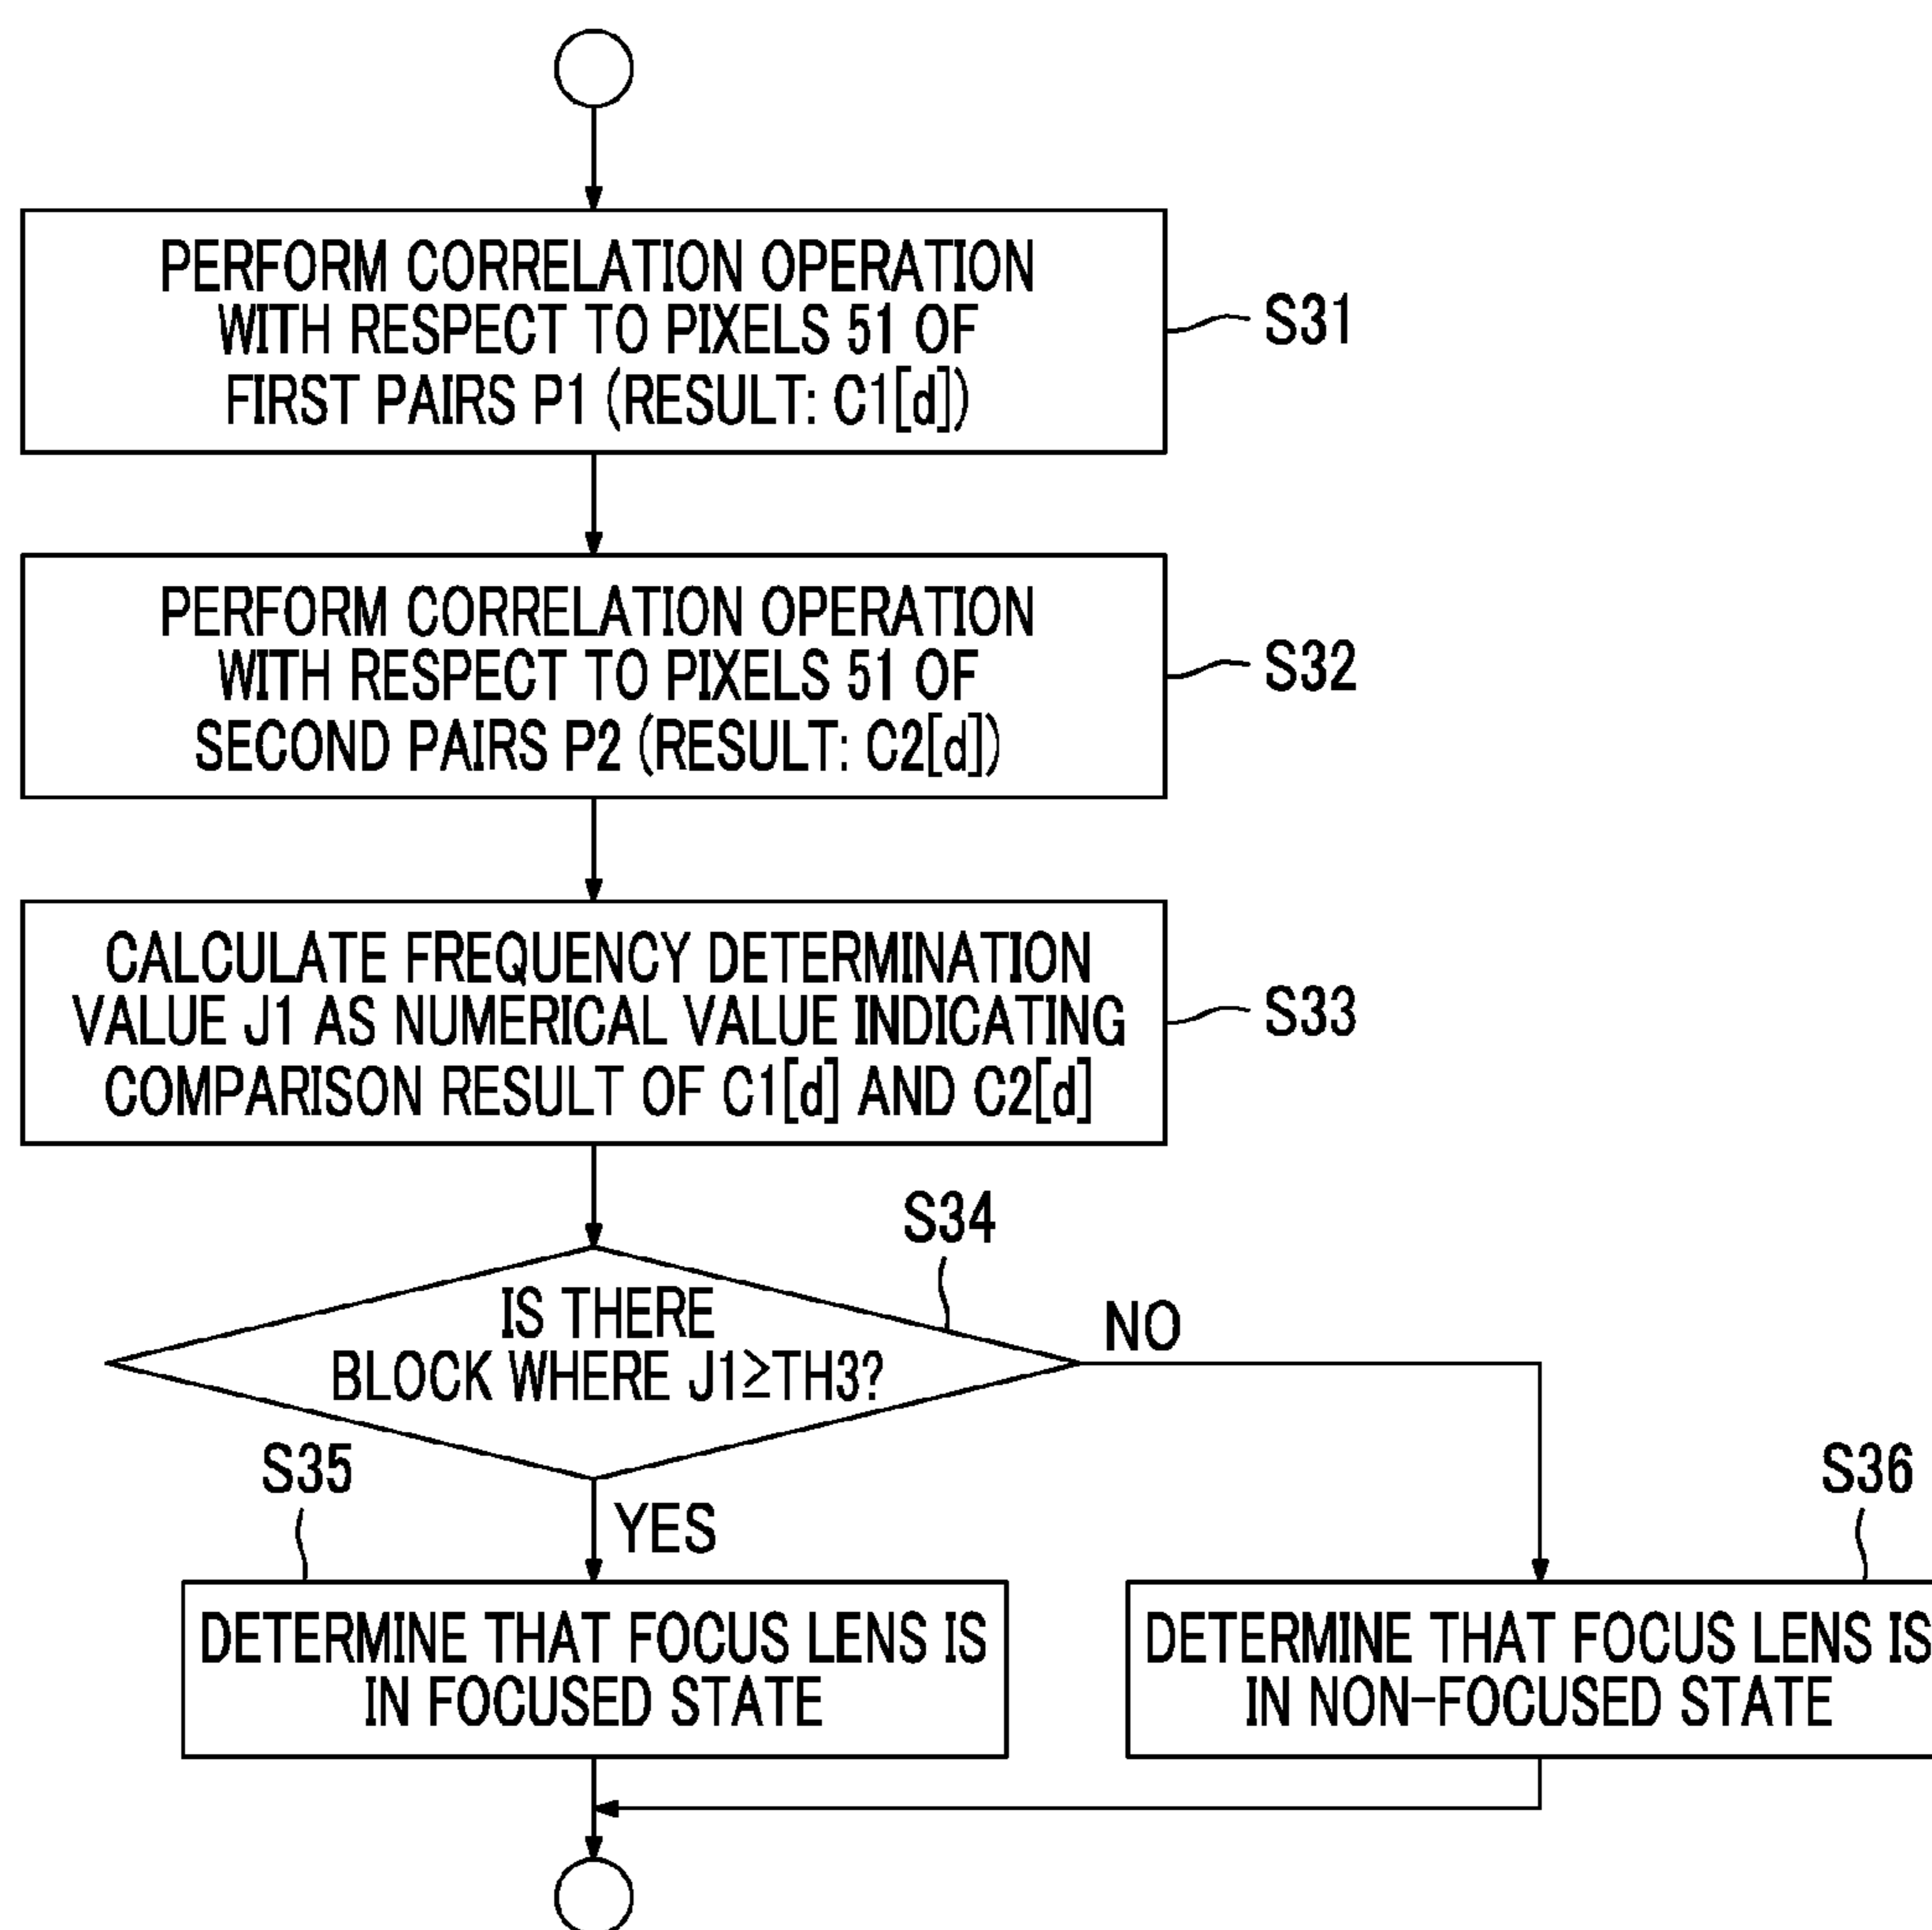 PERFORM CORRELATION OPERATION
WITH RESPECT TO PIXELS 51 OF
FIRST PAIRS P1 (RESULT: C1[d])
S31
PERFORM CORRELATION OPERATION
WITH RESPECT TO PIXELS 51 OF
SECOND PAIRS P2 (RESULT: C2[d])
S32
CALCULATE FREQUENCY DETERMINATION
VALUE J1 AS NUMERICAL VALUE INDICATING
COMPARISON RESULT OF C1[d] AND C2[d]
S33
S34
IS THERE
BLOCK WHERE J1≥TH3?
NO
YES
S35
DETERMINE THAT FOCUS LENS IS
IN FOCUSED STATE
S36
DETERMINE THAT FOCUS LENS IS
IN NON-FOCUSED STATE